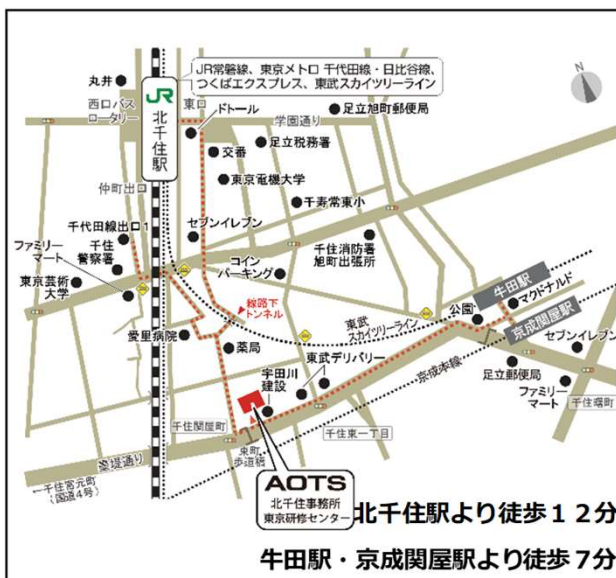 JR常磐線、東京メトロ 千代田線・日比谷線、
つくばエクスプレス、東武スカイツリーライン
丸井
JR
北千住駅
西口バス
ロータリー
東口
ドトール
足立旭町郵便局
学園通り
交番
足立税務署
東京電機大学
仲町出口
千寿常東小
千代田線出口1
セブンイレブン
ファミリー
マート
千住
警察署
コイン
パーキング
千住消防署
旭町出張所
東京芸術
大学
線路下
トンネル
牛田駅
マクドナルド
公園
京成関屋駅
東武
スカイツリーライン
愛里病院
薬局
京成本線
セブンイレブン
東武デリバリー
宇田川
建設
足立郵便局
ファミリー
マート
千住曙町
千住関屋町
千住東一丁目
墨堤通り
東町
歩道橋
←千住宮元町
(国道4号)
AOTS
北千住事務所
東京研修センター
北千住駅より徒歩12分
牛田駅・京成関屋駅より徒歩7分
N